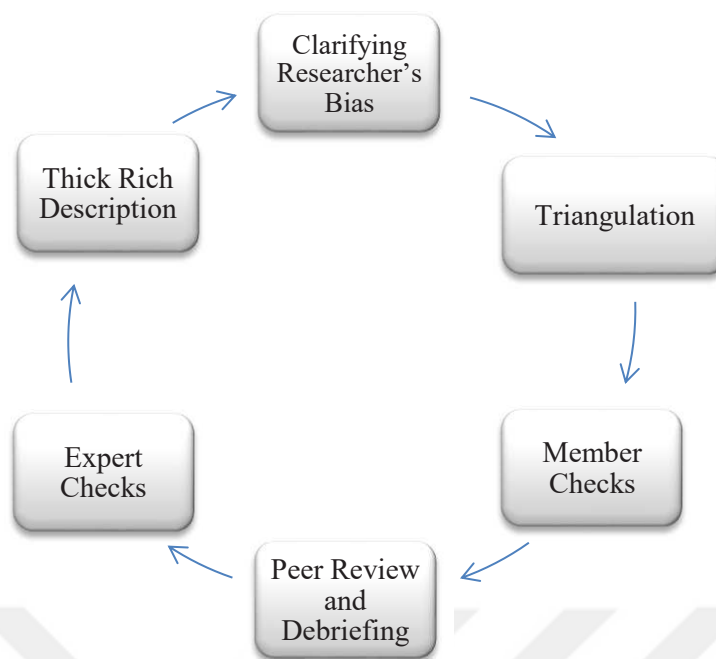 Clarifying
Researcher’s
Bias
Triangulation
Member
Checks
Peer Review
and
Debriefing
Expert
Checks
Thick Rich
Description